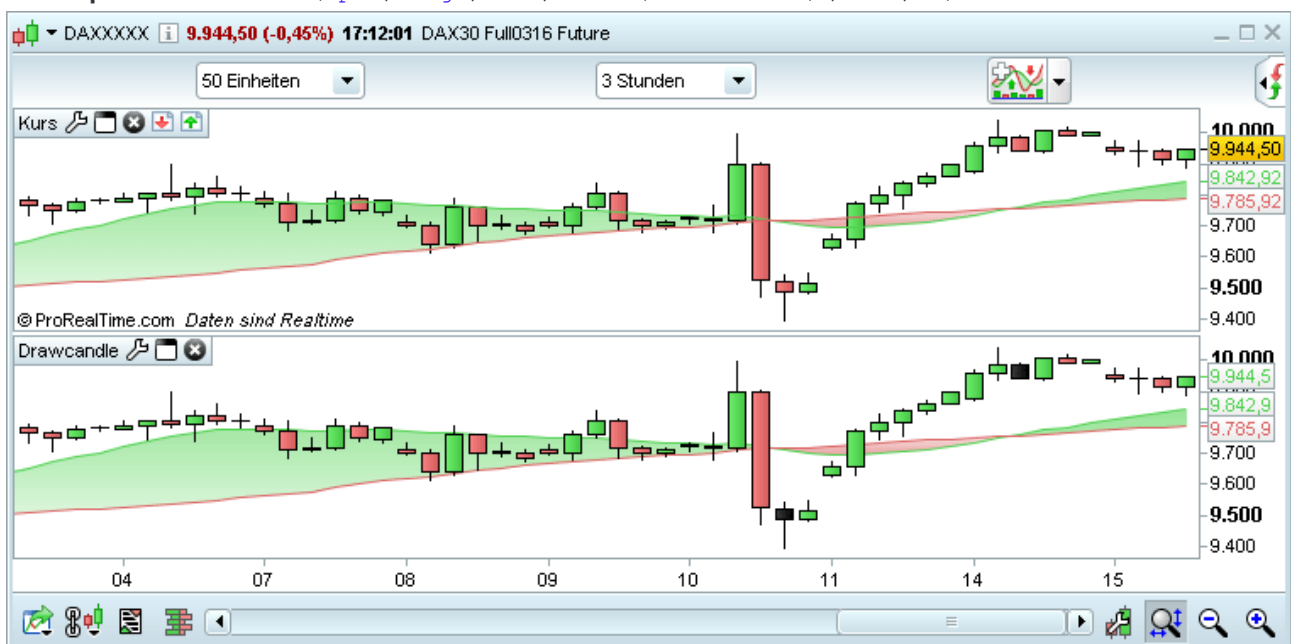 DAXXXXX 9.944,50 (-0,45%) 17:12:01 DAX30 Full0316 Future
50 Einheiten 3 Stunden
Kurs
10.000
9.944,50
9.842,92
9.785,92
9.700
9.600
9.500
9.400
© ProRealTime.com Daten sind Realtime
Drawcandle
10.000
9.944,5
9.842,9
9.785,9
9.700
9.600
9.500
9.400
04 07 08 09 10 11 14 15